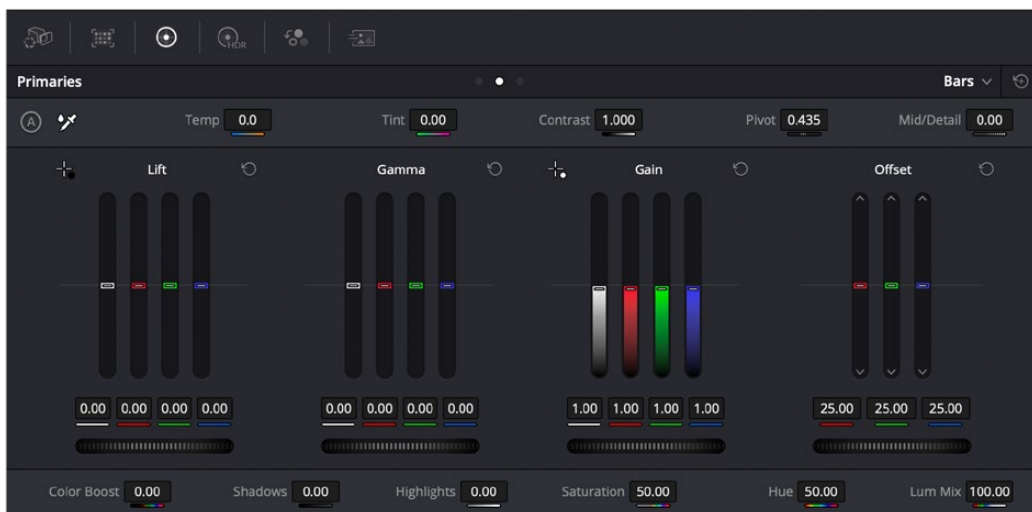 HDR
Primaries Bars
A Temp 0.0 Tint 0.00 Contrast 1.000 Pivot 0.435 Mid/Detail 0.00
Lift Gamma Gain Offset
0.00 0.00 0.00 0.00 0.00 0.00 0.00 0.00 1.00 1.00 1.00 1.00 25.00 25.00 25.00
Color Boost 0.00 Shadows 0.00 Highlights 0.00 Saturation 50.00 Hue 50.00 Lum Mix 100.00